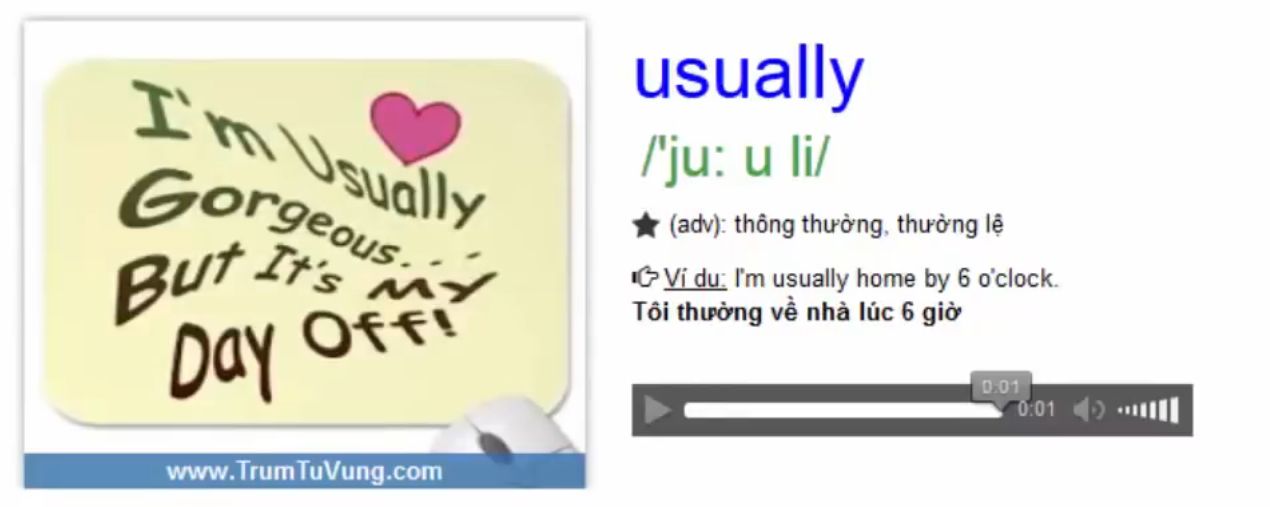 I'm Usually
Gorgeous...
But It's My
Day Off!
www.TrumTuVung.com
usually
/'ju: u li/
(adv): thông thường, thường lệ
Ví dụ: I'm usually home by 6 o'clock.
Tôi thường về nhà lúc 6 giờ
0:01
0:01